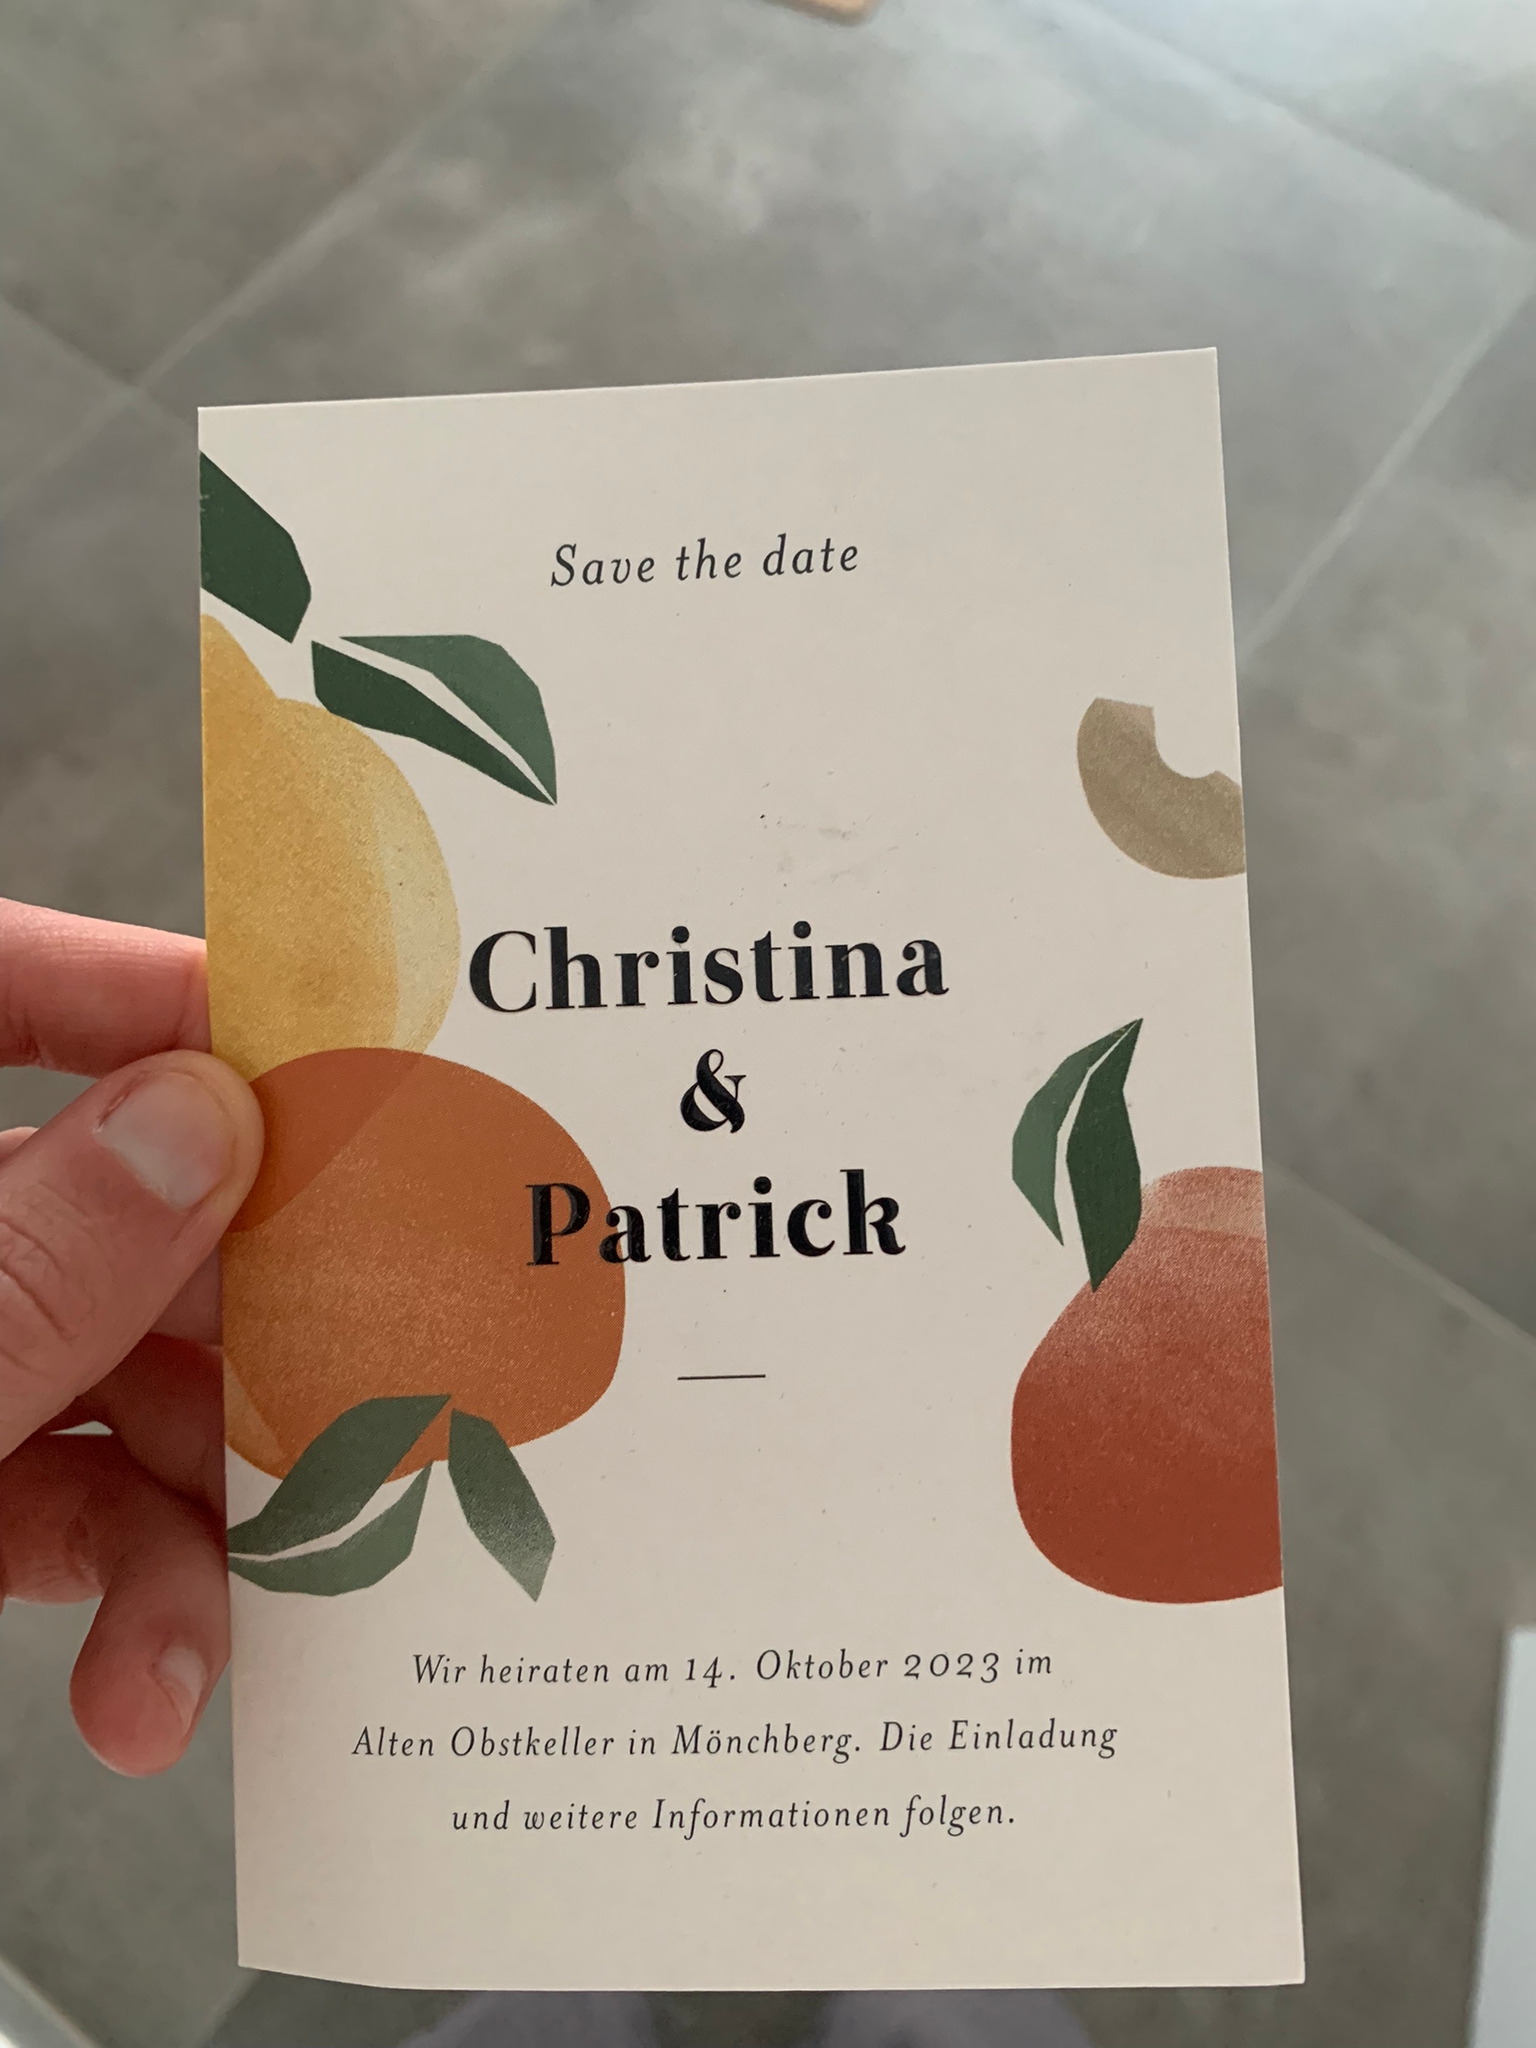 Save the date
Christina
&
Patrick
Wir heiraten am 14. Oktober 2023 im
Alten Obstkeller in Mönchberg. Die Einladung
und weitere Informationen folgen.